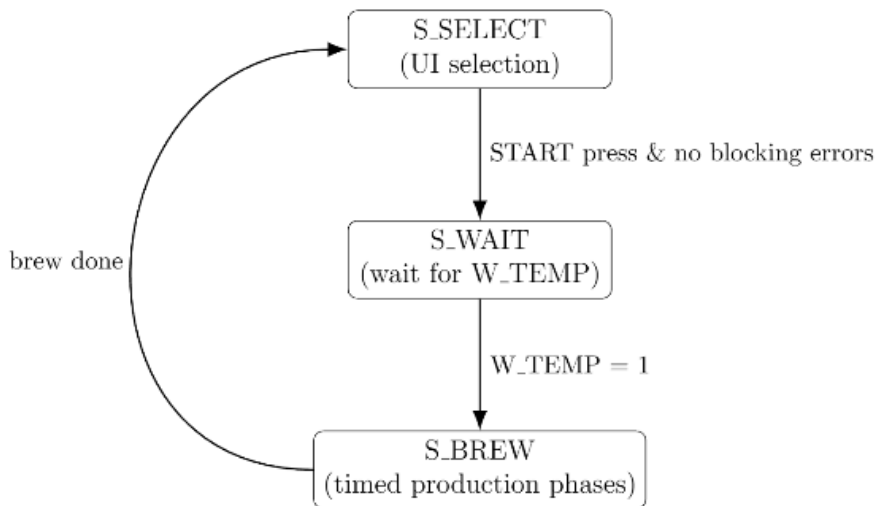 S_SELECT
(UI selection)
START press & no blocking errors
S_WAIT
(wait for W_TEMP)
brew done
W_TEMP = 1
S_BREW
(timed production phases)